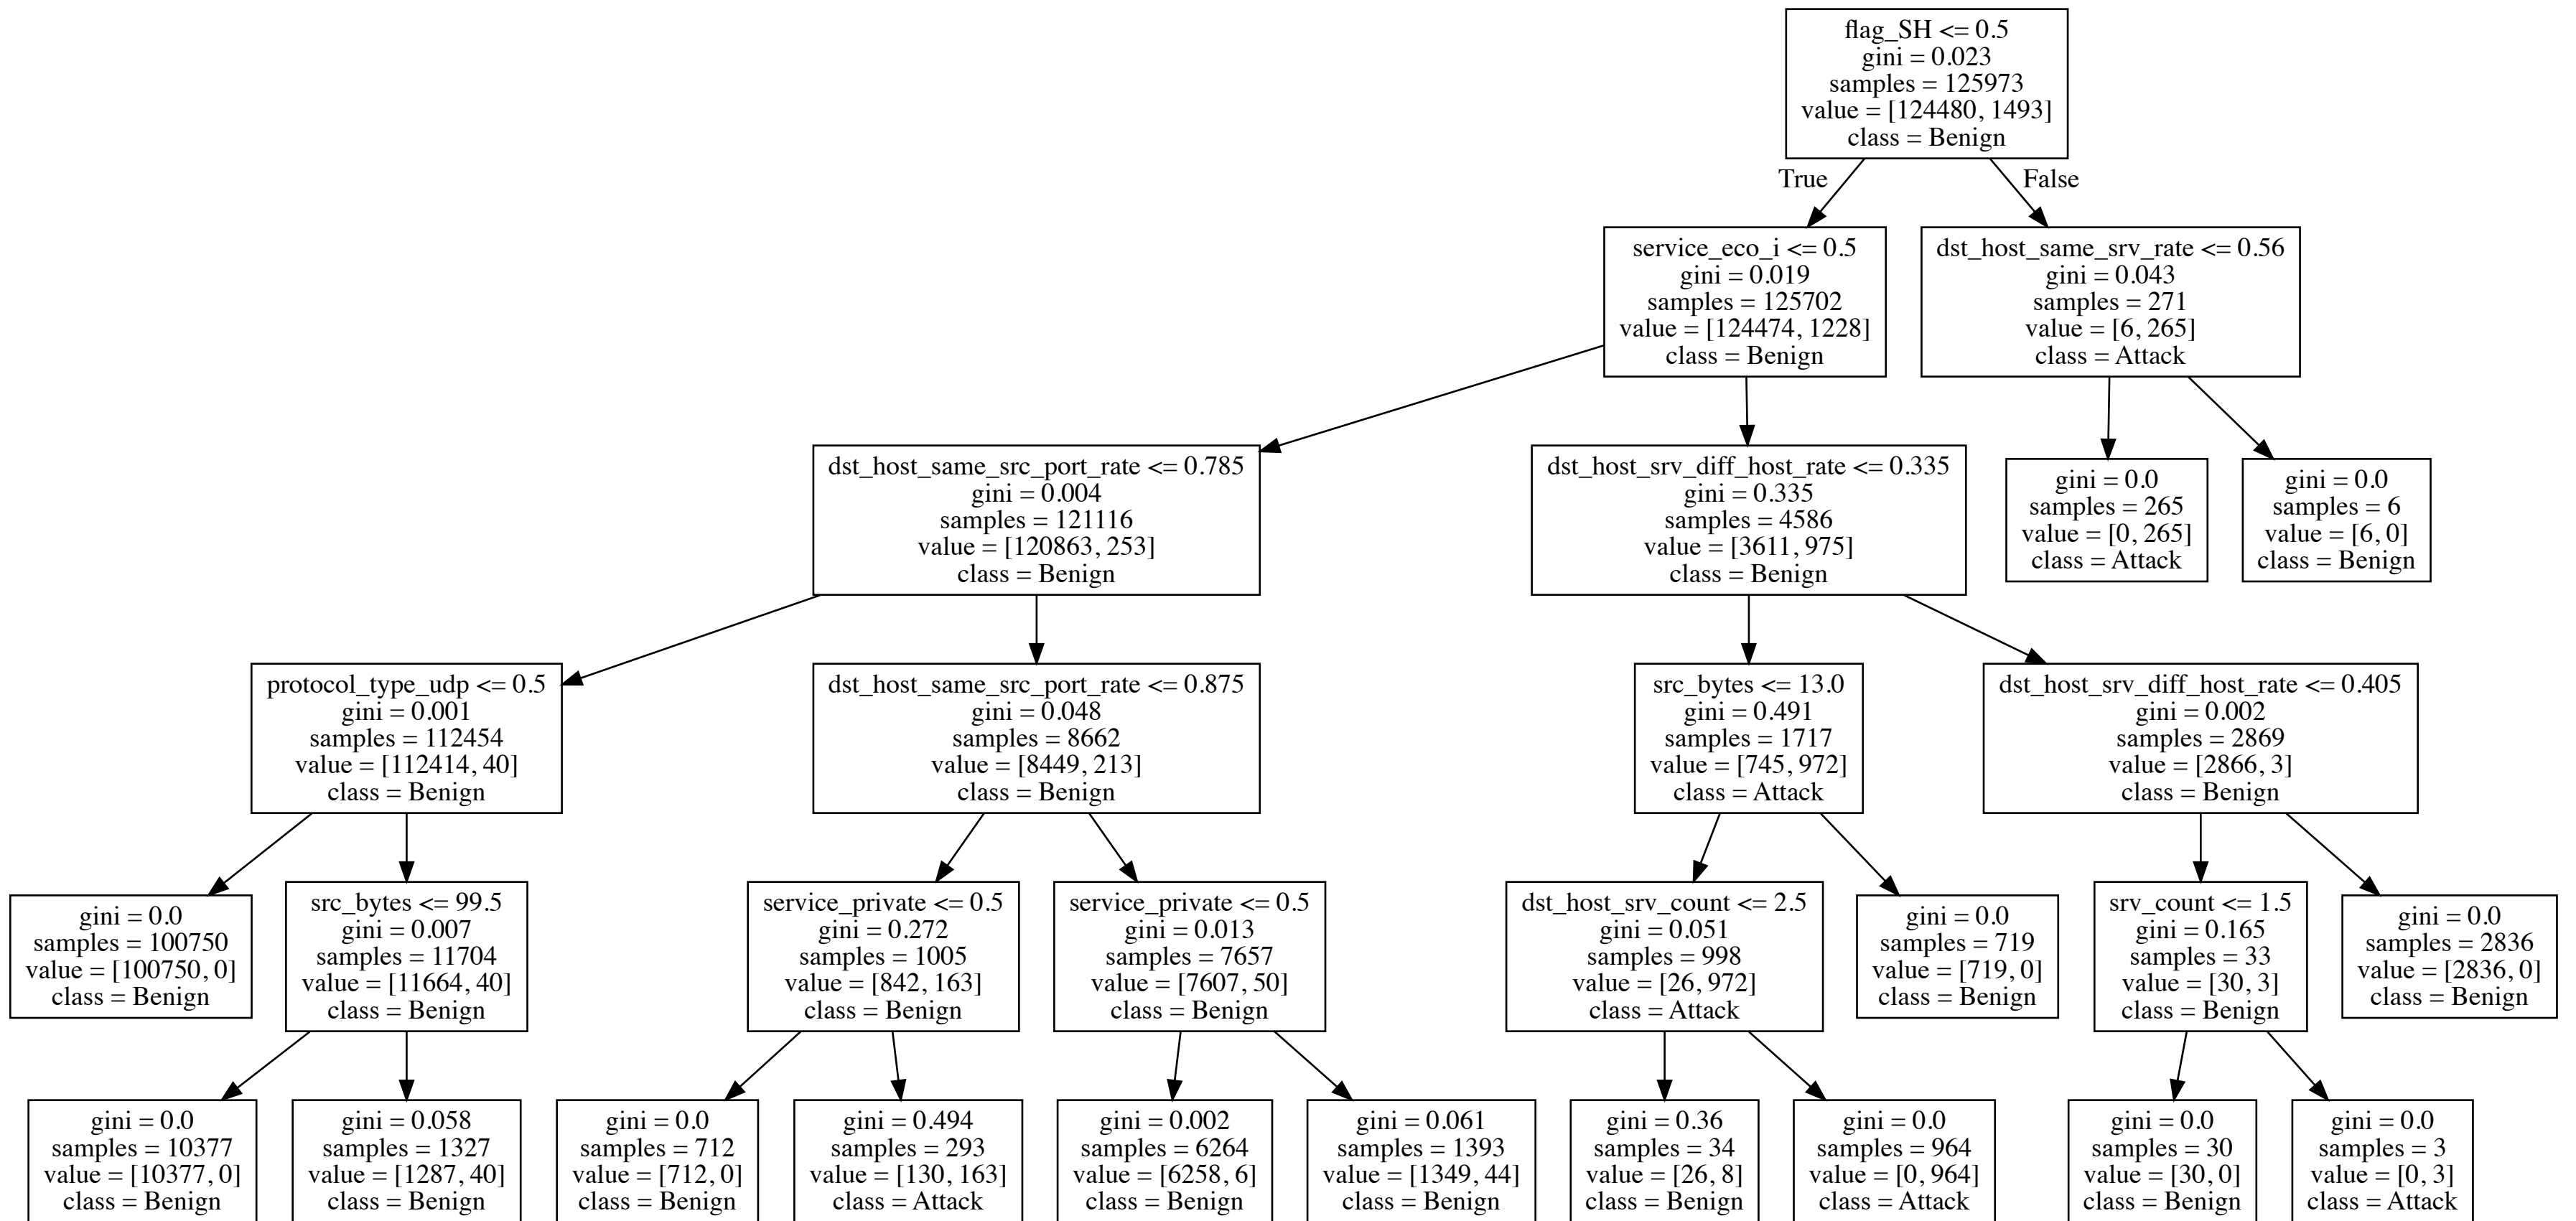 flag_SH <= 0.5
gini = 0.023
samples = 125973
value = [124480, 1493]
class = Benign
True
False
service_eco_i <= 0.5
gini = 0.019
samples = 125702
value = [124474, 1228]
class = Benign
dst_host_same_srv_rate <= 0.56
gini = 0.043
samples = 271
value = [6, 265]
class = Attack
dst_host_same_src_port_rate <= 0.785
gini = 0.004
samples = 121116
value = [120863, 253]
class = Benign
dst_host_srv_diff_host_rate <= 0.335
gini = 0.335
samples = 4586
value = [3611, 975]
class = Benign
gini = 0.0
samples = 265
value = [0, 265]
class = Attack
gini = 0.0
samples = 6
value = [6, 0]
class = Benign
protocol_type_udp <= 0.5
gini = 0.001
samples = 112454
value = [112414, 40]
class = Benign
dst_host_same_src_port_rate <= 0.875
gini = 0.048
samples = 8662
value = [8449, 213]
class = Benign
src_bytes <= 13.0
gini = 0.491
samples = 1717
value = [745, 972]
class = Attack
dst_host_srv_diff_host_rate <= 0.405
gini = 0.002
samples = 2869
value = [2866, 3]
class = Benign
gini = 0.0
samples = 100750
value = [100750, 0]
class = Benign
src_bytes <= 99.5
gini = 0.007
samples = 11704
value = [11664, 40]
class = Benign
service_private <= 0.5
gini = 0.272
samples = 1005
value = [842, 163]
class = Benign
service_private <= 0.5
gini = 0.013
samples = 7657
value = [7607, 50]
class = Benign
dst_host_srv_count <= 2.5
gini = 0.051
samples = 998
value = [26, 972]
class = Attack
gini = 0.0
samples = 719
value = [719, 0]
class = Benign
srv_count <= 1.5
gini = 0.165
samples = 33
value = [30, 3]
class = Benign
gini = 0.0
samples = 2836
value = [2836, 0]
class = Benign
gini = 0.0
samples = 10377
value = [10377, 0]
class = Benign
gini = 0.058
samples = 1327
value = [1287, 40]
class = Benign
gini = 0.0
samples = 712
value = [712, 0]
class = Benign
gini = 0.494
samples = 293
value = [130, 163]
class = Attack
gini = 0.002
samples = 6264
value = [6258, 6]
class = Benign
gini = 0.061
samples = 1393
value = [1349, 44]
class = Benign
gini = 0.36
samples = 34
value = [26, 8]
class = Benign
gini = 0.0
samples = 964
value = [0, 964]
class = Attack
gini = 0.0
samples = 30
value = [30, 0]
class = Benign
gini = 0.0
samples = 3
value = [0, 3]
class = Attack